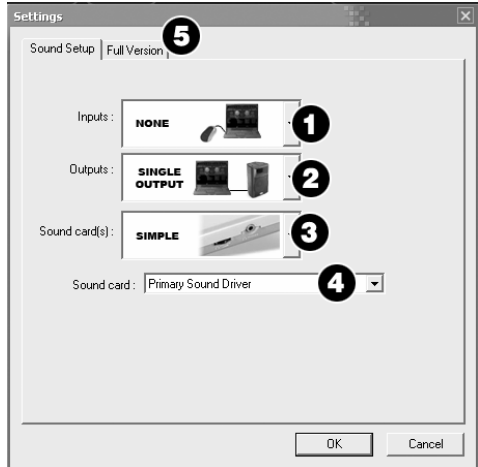 Settings
5
Sound Setup Full Version
Inputs : NONE 1
Outputs : SINGLE OUTPUT 2
Sound card(s) : SIMPLE 3
Sound card : Primary Sound Driver 4
OK Cancel